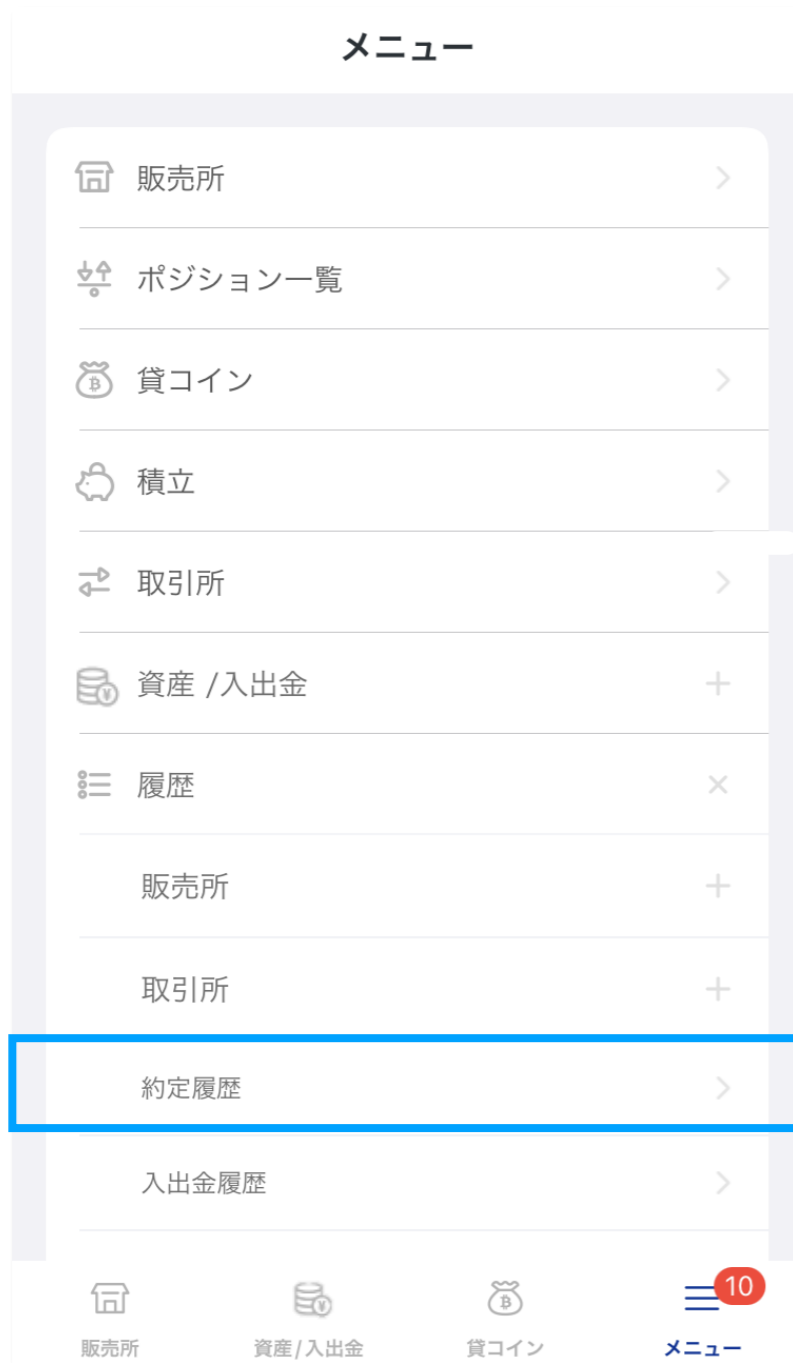 メニュー
販売所
ポジション一覧
貸コイン
積立
取引所
資産 /入出金
履歴
販売所
取引所
約定履歴
入出金履歴
10
販売所
資産/入出金
貸コイン
メニュー